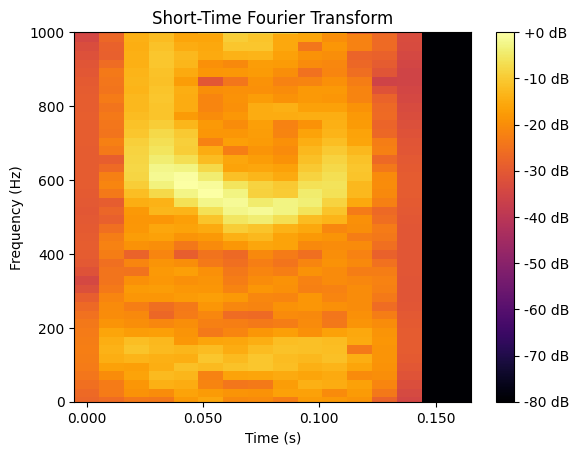 Short-Time Fourier Transform
1000
800
600
400
200
0
Frequency (Hz)
0.000
0.050
0.100
0.150
Time (s)
+0 dB
-10 dB
-20 dB
-30 dB
-40 dB
-50 dB
-60 dB
-70 dB
-80 dB